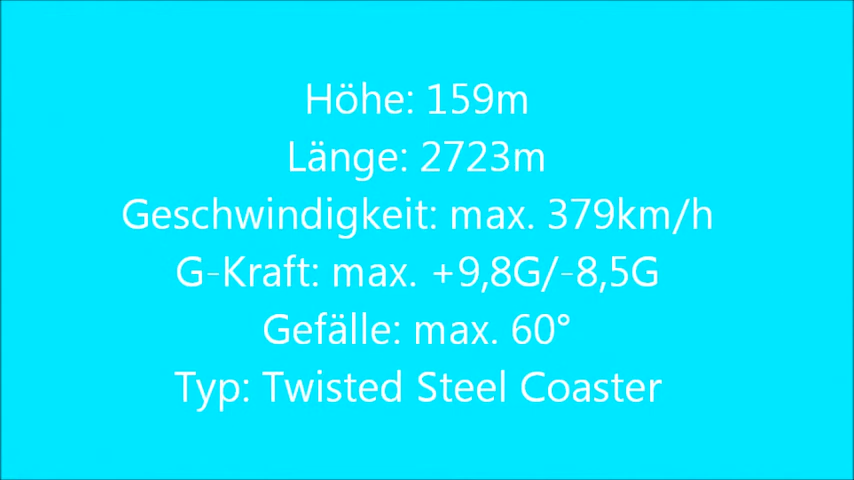 Höhe: 159m
Länge: 2723m
Geschwindigkeit: max. 379km/h
G-Kraft: max. +9,8G/-8,5G
Gefälle: max. 60°
Typ: Twisted Steel Coaster